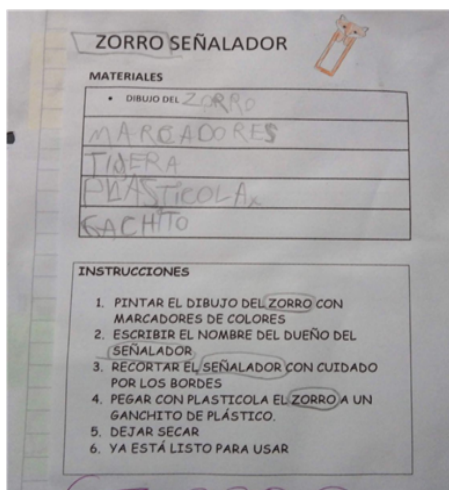 ZORRO SEÑALADOR
MATERIALES
• DIBUJO DEL ZORRO
MARCADORES
TIJERA
PLASTICOLA
GACHITO
INSTRUCCIONES
1. PINTAR EL DIBUJO DEL ZORRO CON
MARCADORES DE COLORES
2. ESCRIBIR EL NOMBRE DEL DUEÑO DEL
SEÑALADOR
3. RECORTAR EL SEÑALADOR CON CUIDADO
POR LOS BORDES
4. PEGAR CON PLASTICOLA EL ZORRO A UN
GANCHITO DE PLÁSTICO.
5. DEJAR SECAR
6. YA ESTÁ LISTO PARA USAR